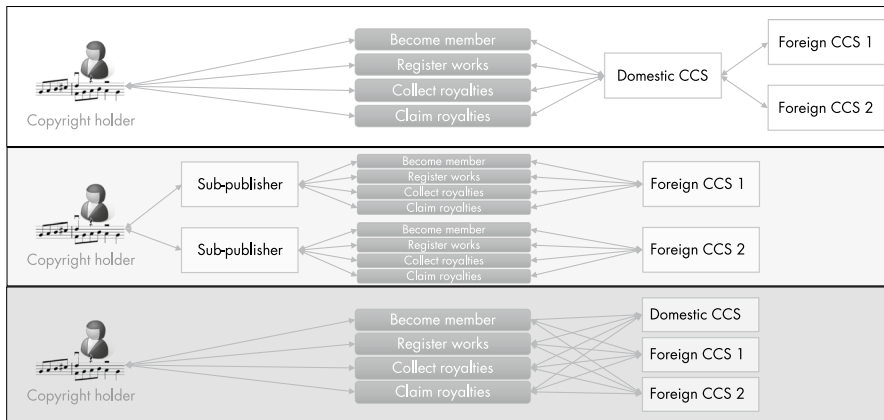 Become member
Register works
Collect royalties
Claim royalties
Domestic CCS
Foreign CCS 1
Foreign CCS 2
Copyright holder
Sub-publisher
Become member
Register works
Collect royalties
Claim royalties
Foreign CCS 1
Sub-publisher
Become member
Register works
Collect royalties
Claim royalties
Foreign CCS 2
Copyright holder
Become member
Register works
Collect royalties
Claim royalties
Domestic CCS
Foreign CCS 1
Foreign CCS 2
Copyright holder